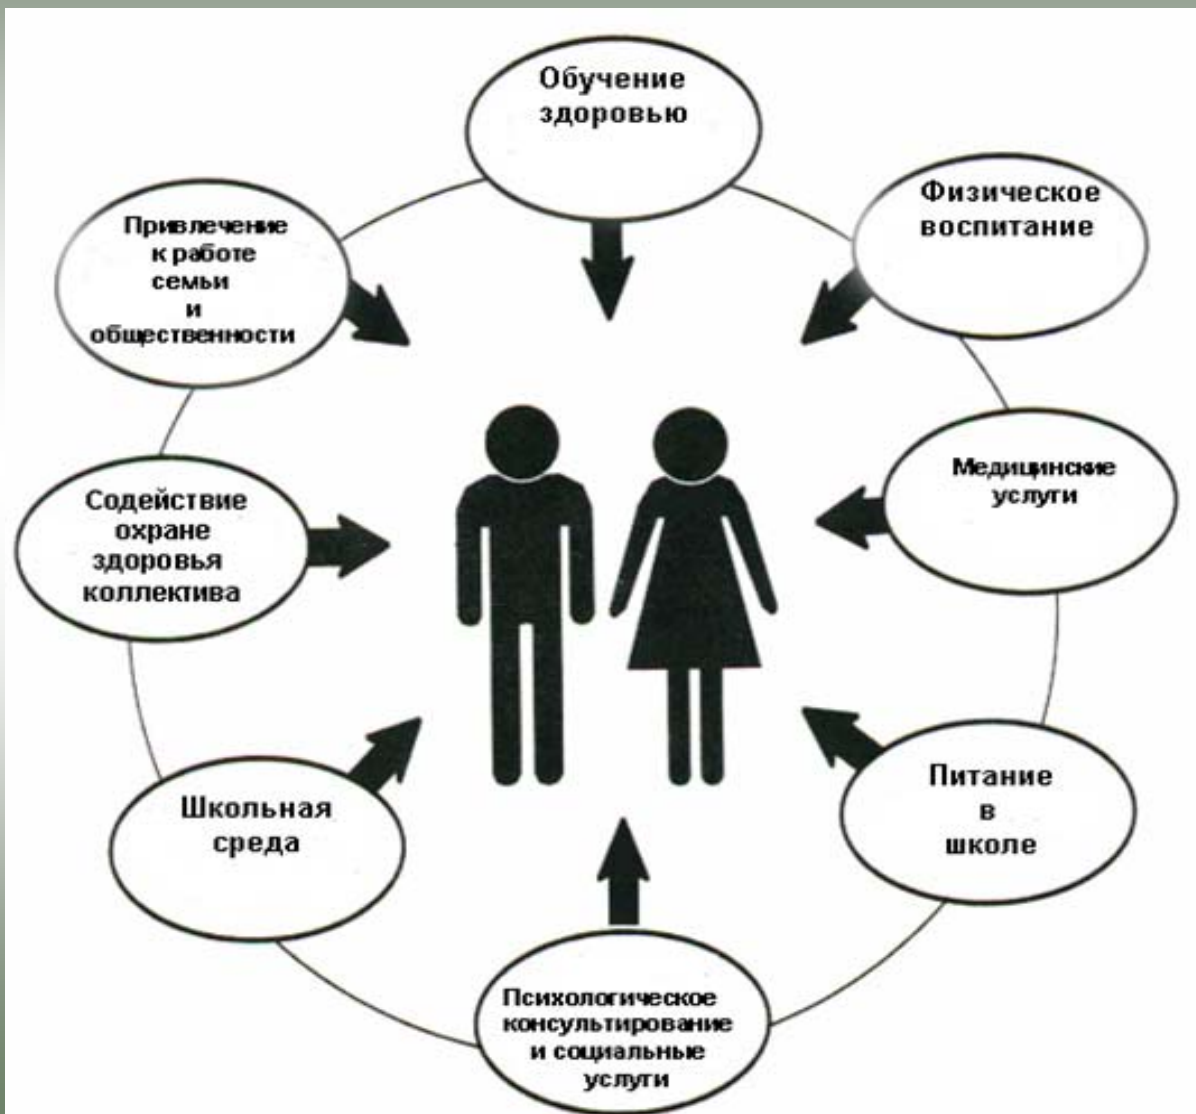 Обучение
здоровью
Физическое
воспитание
Медицинские
услуги
Питание
в
школе
Психологическое
консультирование
и социальные
услуги
Школьная
среда
Содействие
охране
здоровья
коллектива
Привлечение
к работе
семьи
и
общественности